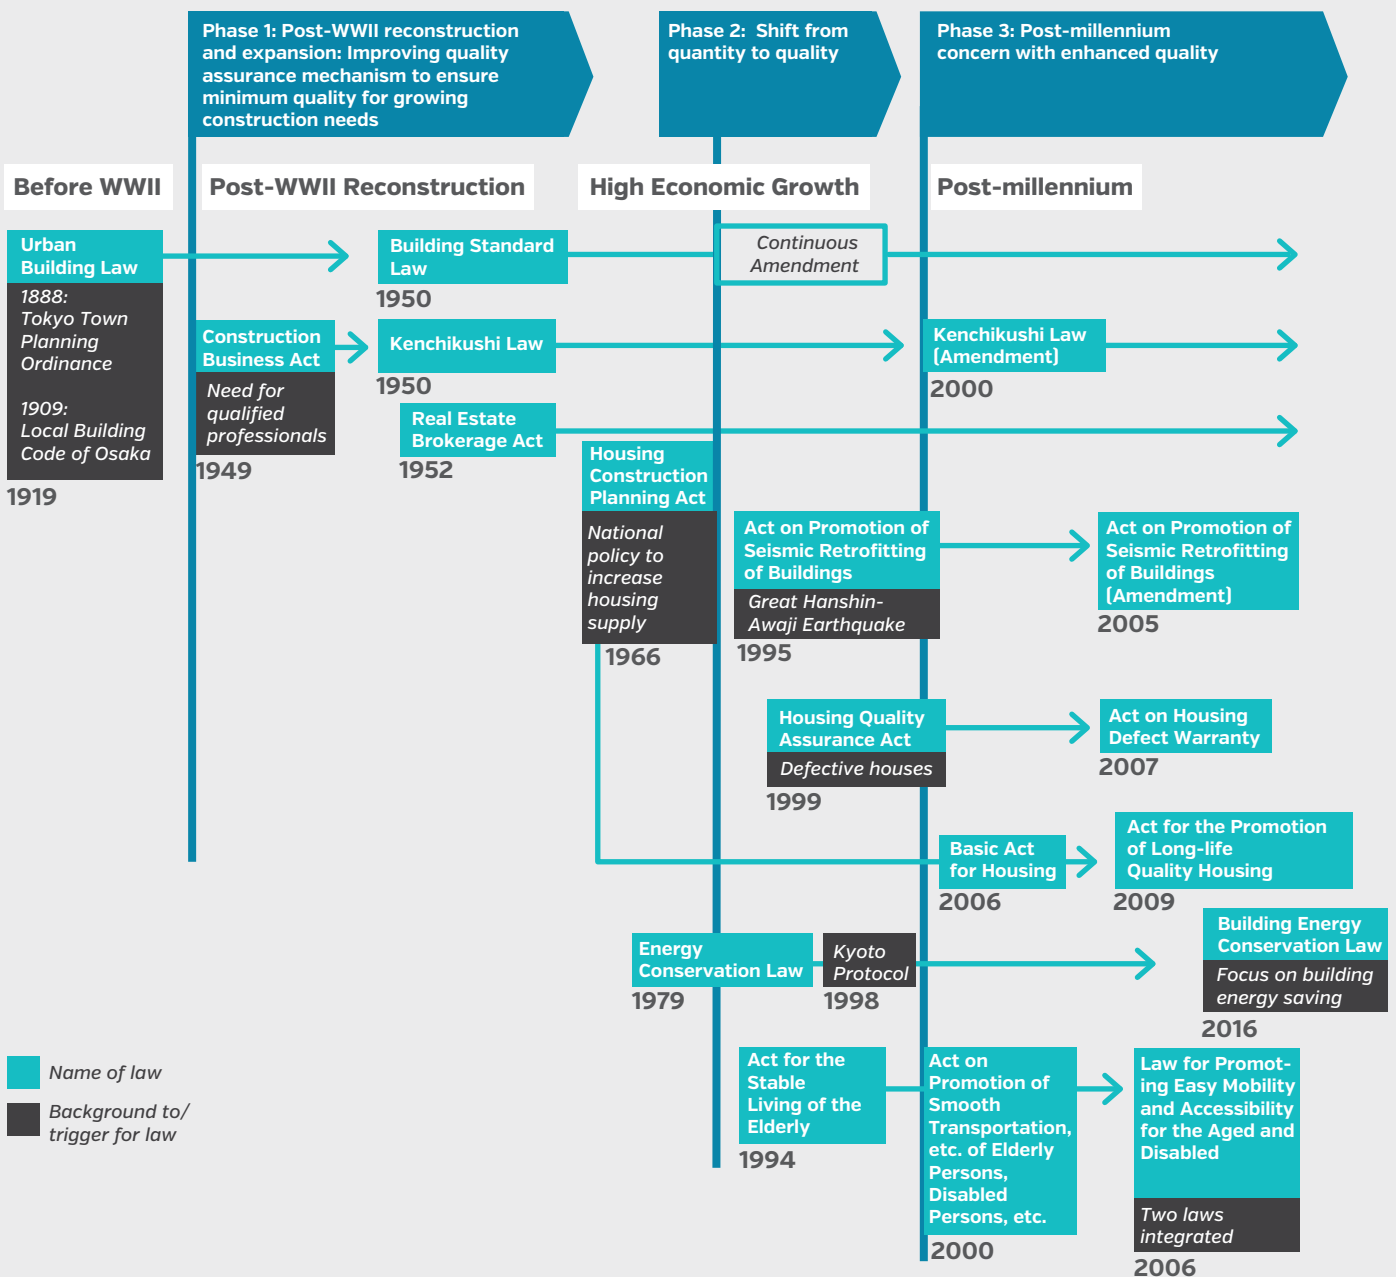 Phase 1: Post-WWII reconstruction
and expansion: Improving quality
assurance mechanism to ensure
minimum quality for growing
construction needs
Phase 2: Shift from
quantity to quality
Phase 3: Post-millennium
concern with enhanced quality
Before WWII
Post-WWII Reconstruction
High Economic Growth
Post-millennium
Urban
Building Law
1888:
Tokyo Town
Planning
Ordinance
1909:
Local Building
Code of Osaka
1919
Building Standard
Law
1950
Continuous
Amendment
Construction
Business Act
Need for
qualified
professionals
1949
Kenchikushi Law
1950
Kenchikushi Law
(Amendment)
2000
Real Estate
Brokerage Act
1952
Housing
Construction
Planning Act
National
policy to
increase
housing
supply
1966
Act on Promotion of
Seismic Retrofitting
of Buildings
Great Hanshin-
Awaji Earthquake
1995
Act on Promotion of
Seismic Retrofitting
of Buildings
(Amendment)
2005
Housing Quality
Assurance Act
Defective houses
1999
Act on Housing
Defect Warranty
2007
Basic Act
for Housing
2006
Act for the Promotion
of Long-life
Quality Housing
2009
Energy
Conservation Law
1979
Kyoto
Protocol
1998
Building Energy
Conservation Law
Focus on building
energy saving
2016
Act for the
Stable
Living of the
Elderly
1994
Act on
Promotion of
Smooth
Transportation,
etc. of Elderly
Persons,
Disabled
Persons, etc.
2000
Law for Promot-
ing Easy Mobility
and Accessibility
for the Aged and
Disabled
Two laws
integrated
2006
Name of law
Background to/
trigger for law